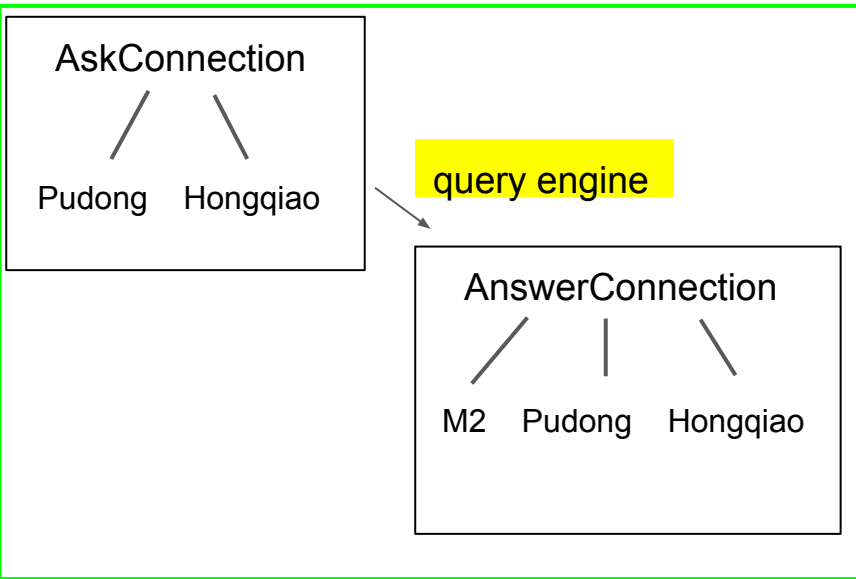 AskConnection
Pudong Hongqiao
query engine
AnswerConnection
M2 Pudong Hongqiao